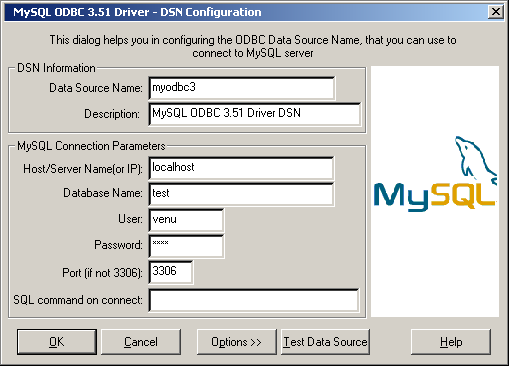 MySQL ODBC 3.51 Driver - DSN Configuration
This dialog helps you in configuring the ODBC Data Source Name, that you can use to
connect to MySQL server
DSN Information
Data Source Name: myodbc3
Description: MySQL ODBC 3.51 Driver DSN
MySQL Connection Parameters
Host/Server Name(or IP): localhost
Database Name: test
User: venu
Password: ****
Port (if not 3306): 3306
SQL command on connect:
MySQL
OK Cancel Options >> Test Data Source Help